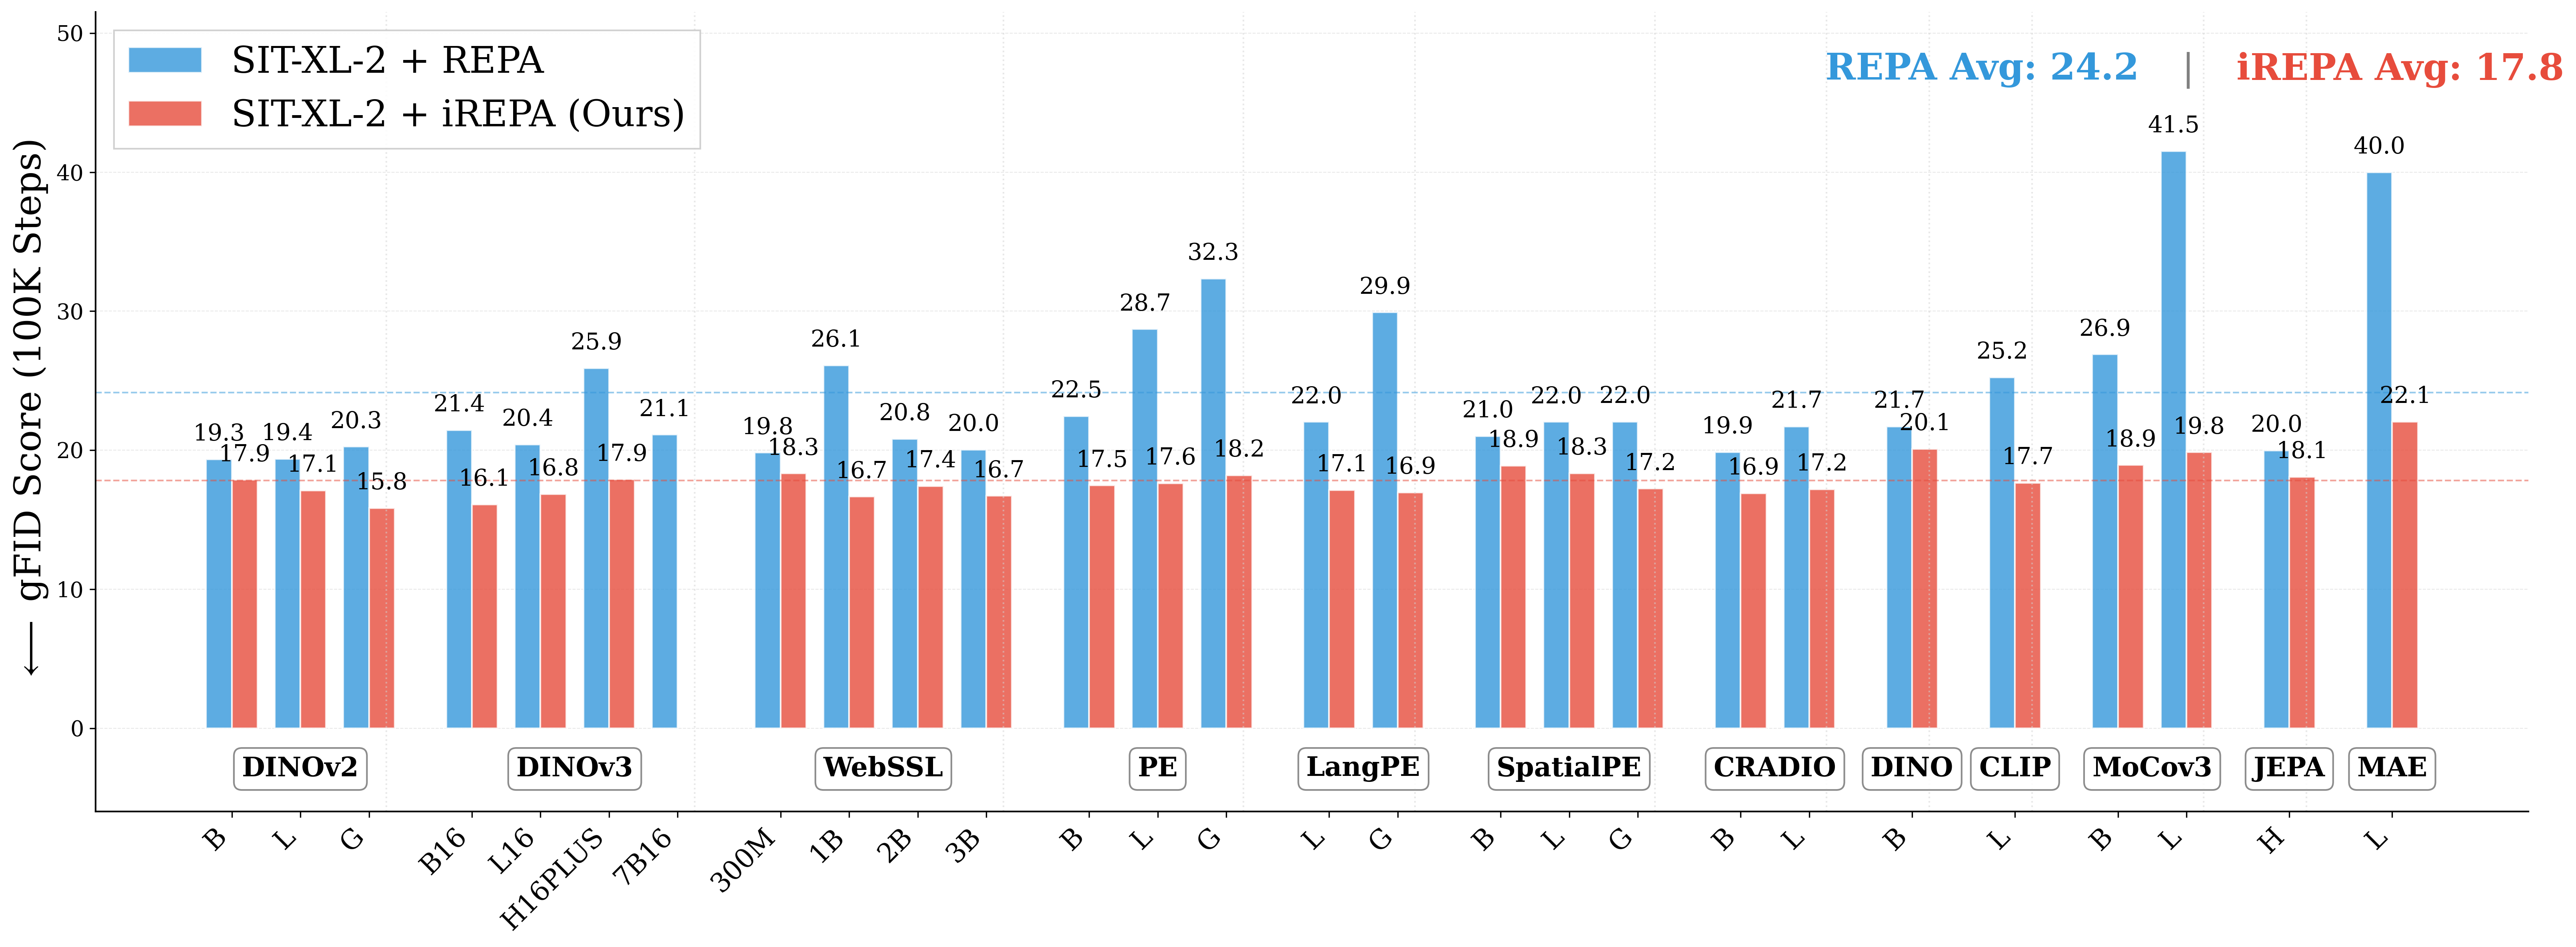 SIT-XL-2 + REPA
SIT-XL-2 + iREPA (Ours)
REPA Avg: 24.2 | iREPA Avg: 17.8
← gFID Score (100K Steps)
50
40
30
20
10
0
19.3 17.9 19.4 17.1 20.3 15.8
21.4 16.1 20.4 16.8 25.9 17.9 21.1
19.8 18.3 26.1 16.7 20.8 17.4 20.0 16.7
22.5 17.5 28.7 17.6 32.3 18.2
22.0 17.1 29.9 16.9
21.0 18.9 22.0 18.3 22.0 17.2
19.9 16.9 21.7 17.2
21.7 20.1
25.2 17.7
26.9 18.9 41.5 19.8
20.0 18.1
40.0 22.1
DINOv2 DINOv3 WebSSL PE LangPE SpatialPE CRADIO DINO CLIP MoCov3 JEPA MAE
B L G B16 L16 H16PLUS 7B16 300M 1B 2B 3B B L G L G B L G B L B L B L H L